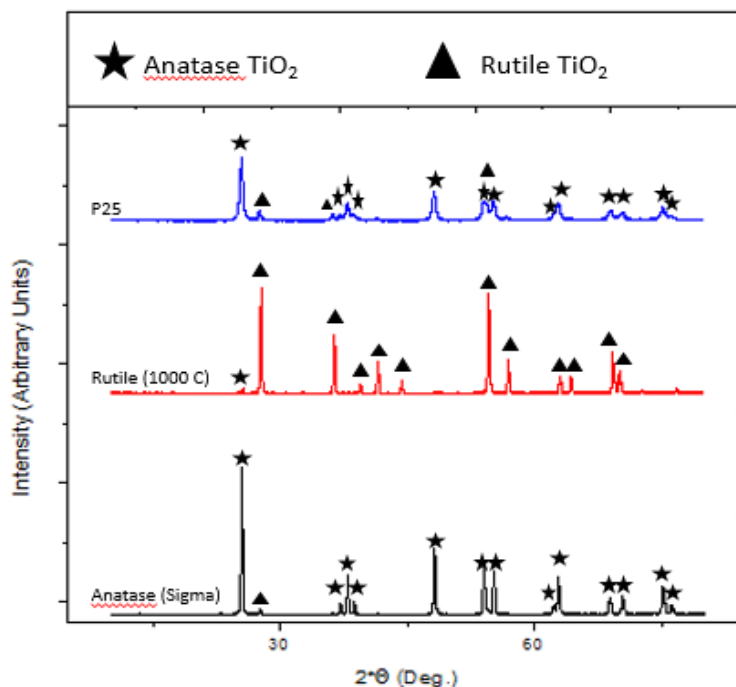 Anatase TiO₂
Rutile TiO₂
P25
Rutile (1000 C)
Anatase (Sigma)
Intensity (Arbitrary Units)
30
60
2*Θ (Deg.)